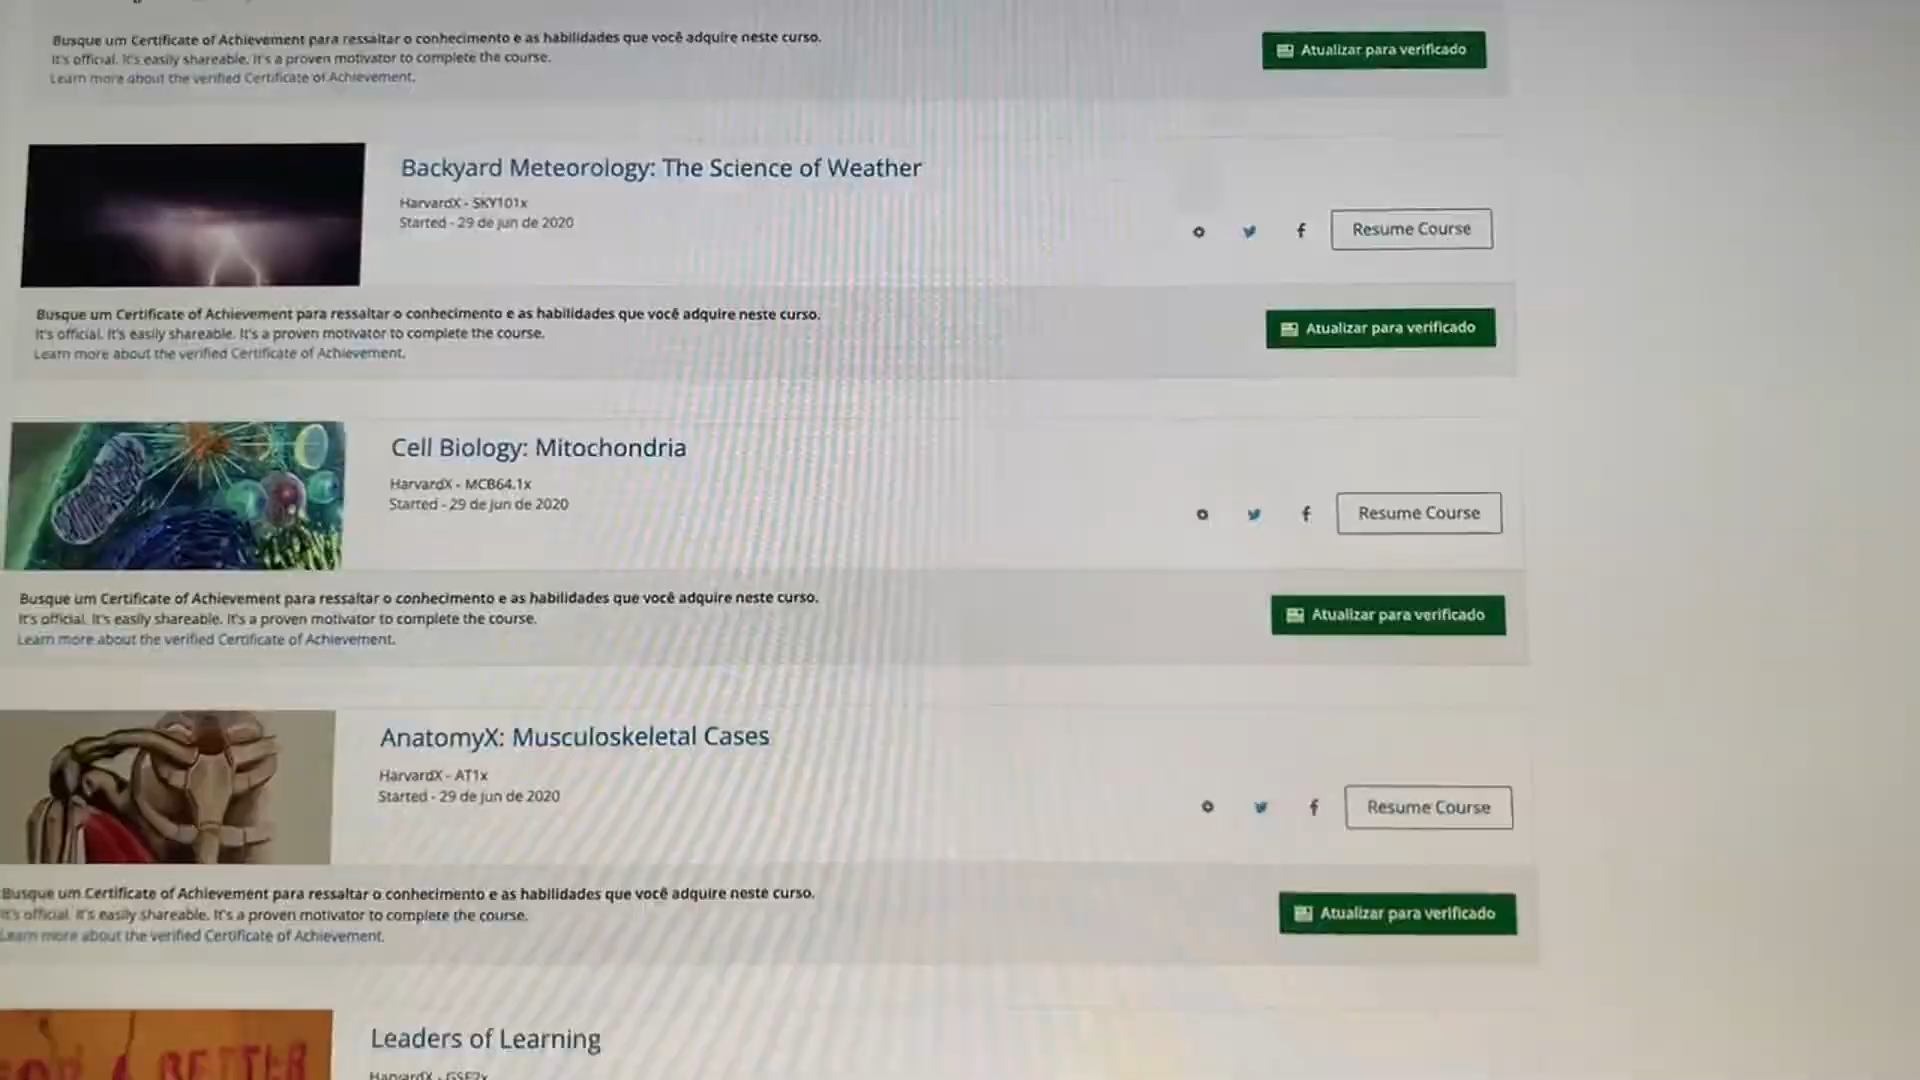 Busque um Certificate of Achievement para ressaltar o conhecimento e as habilidades que você adquire neste curso.
It's official. It's easily shareable. It's a proven motivator to complete the course.
Learn more about the verified Certificate of Achievement.
Atualizar para verificado
Backyard Meteorology: The Science of Weather
HarvardX - SKY101x
Started - 29 de jun de 2020
Resume Course
Busque um Certificate of Achievement para ressaltar o conhecimento e as habilidades que você adquire neste curso.
It's official. It's easily shareable. It's a proven motivator to complete the course.
Learn more about the verified Certificate of Achievement.
Atualizar para verificado
Cell Biology: Mitochondria
HarvardX - MCB64.1x
Started - 29 de jun de 2020
Resume Course
Busque um Certificate of Achievement para ressaltar o conhecimento e as habilidades que você adquire neste curso.
It's official. It's easily shareable. It's a proven motivator to complete the course.
Learn more about the verified Certificate of Achievement.
Atualizar para verificado
AnatomyX: Musculoskeletal Cases
HarvardX - AT1x
Started - 29 de jun de 2020
Resume Course
Busque um Certificate of Achievement para ressaltar o conhecimento e as habilidades que você adquire neste curso.
It's official. It's easily shareable. It's a proven motivator to complete the course.
Learn more about the verified Certificate of Achievement.
Atualizar para verificado
Leaders of Learning
HarvardX - GSE2x
FOR A BETTER